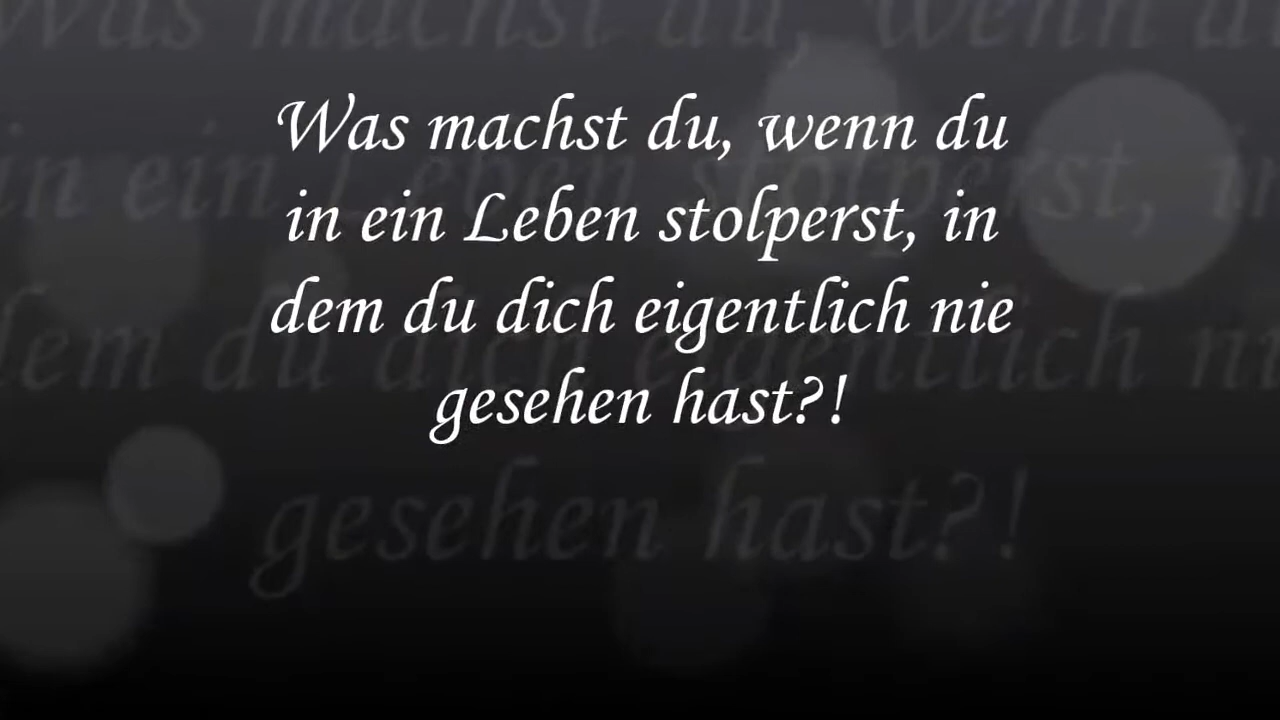 Was machst du, wenn du
in ein Leben stolperst, in
dem du dich eigentlich nie
gesehen hast?!